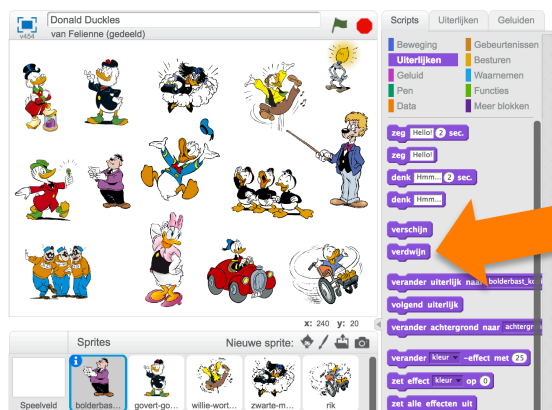 Donald Duckles
van Felienne (gedeeld)
v454
Scripts
Uiterlijken
Geluiden
Beweging
Gebeurtenissen
Uiterlijken
Besturen
Geluid
Waarnemen
Pen
Functies
Data
Meer blokken
zeg Hello! 2 sec.
zeg Hello!
denk Hmm... 2 sec.
denk Hmm...
verschijn
verdwijn
verander uiterlijk naar bolderbast_ko
volgend uiterlijk
verander achtergrond naar achtergro
verander kleur -effect met 25
zet effect kleur op 0
zet alle effecten uit
x: 240 y: 20
Sprites
Nieuwe sprite:
Speelveld
bolderbas...
govert-go...
willie-wort...
zwarte-m...
rik